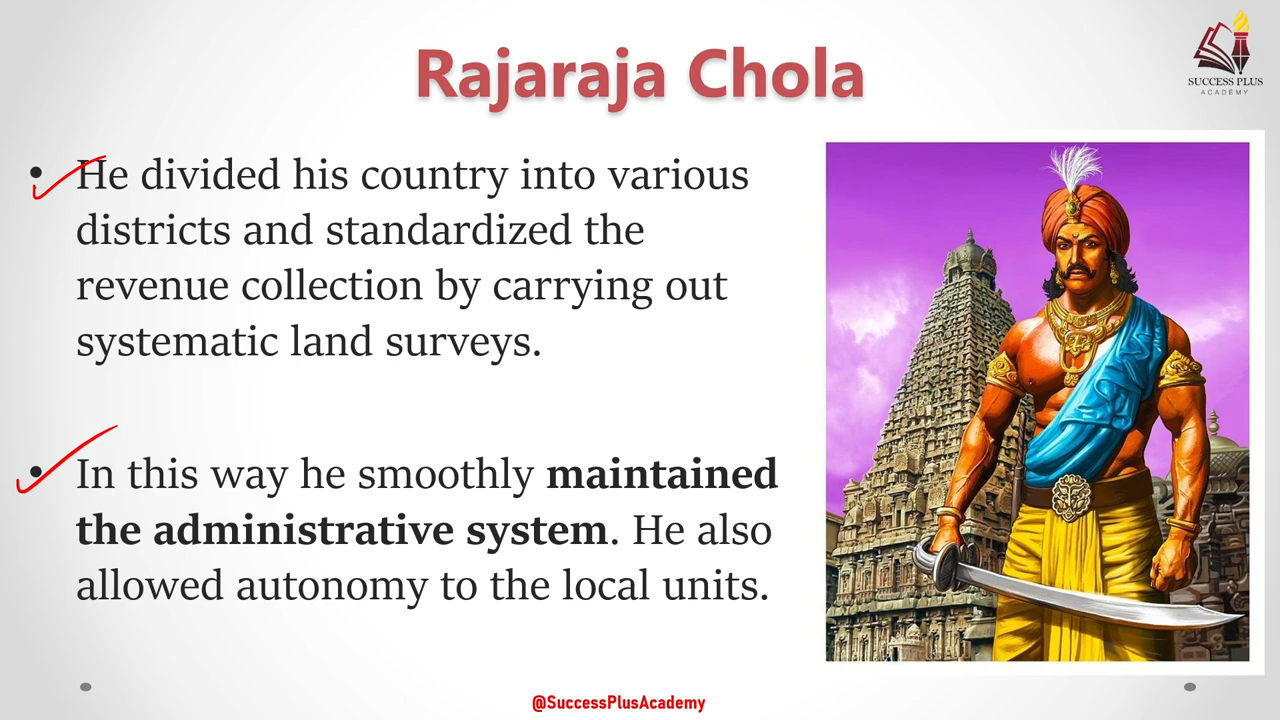 Rajaraja Chola
SUCCESS PLUS
ACADEMY
• He divided his country into various
districts and standardized the
revenue collection by carrying out
systematic land surveys.
• In this way he smoothly maintained
the administrative system. He also
allowed autonomy to the local units.
@SuccessPlusAcademy